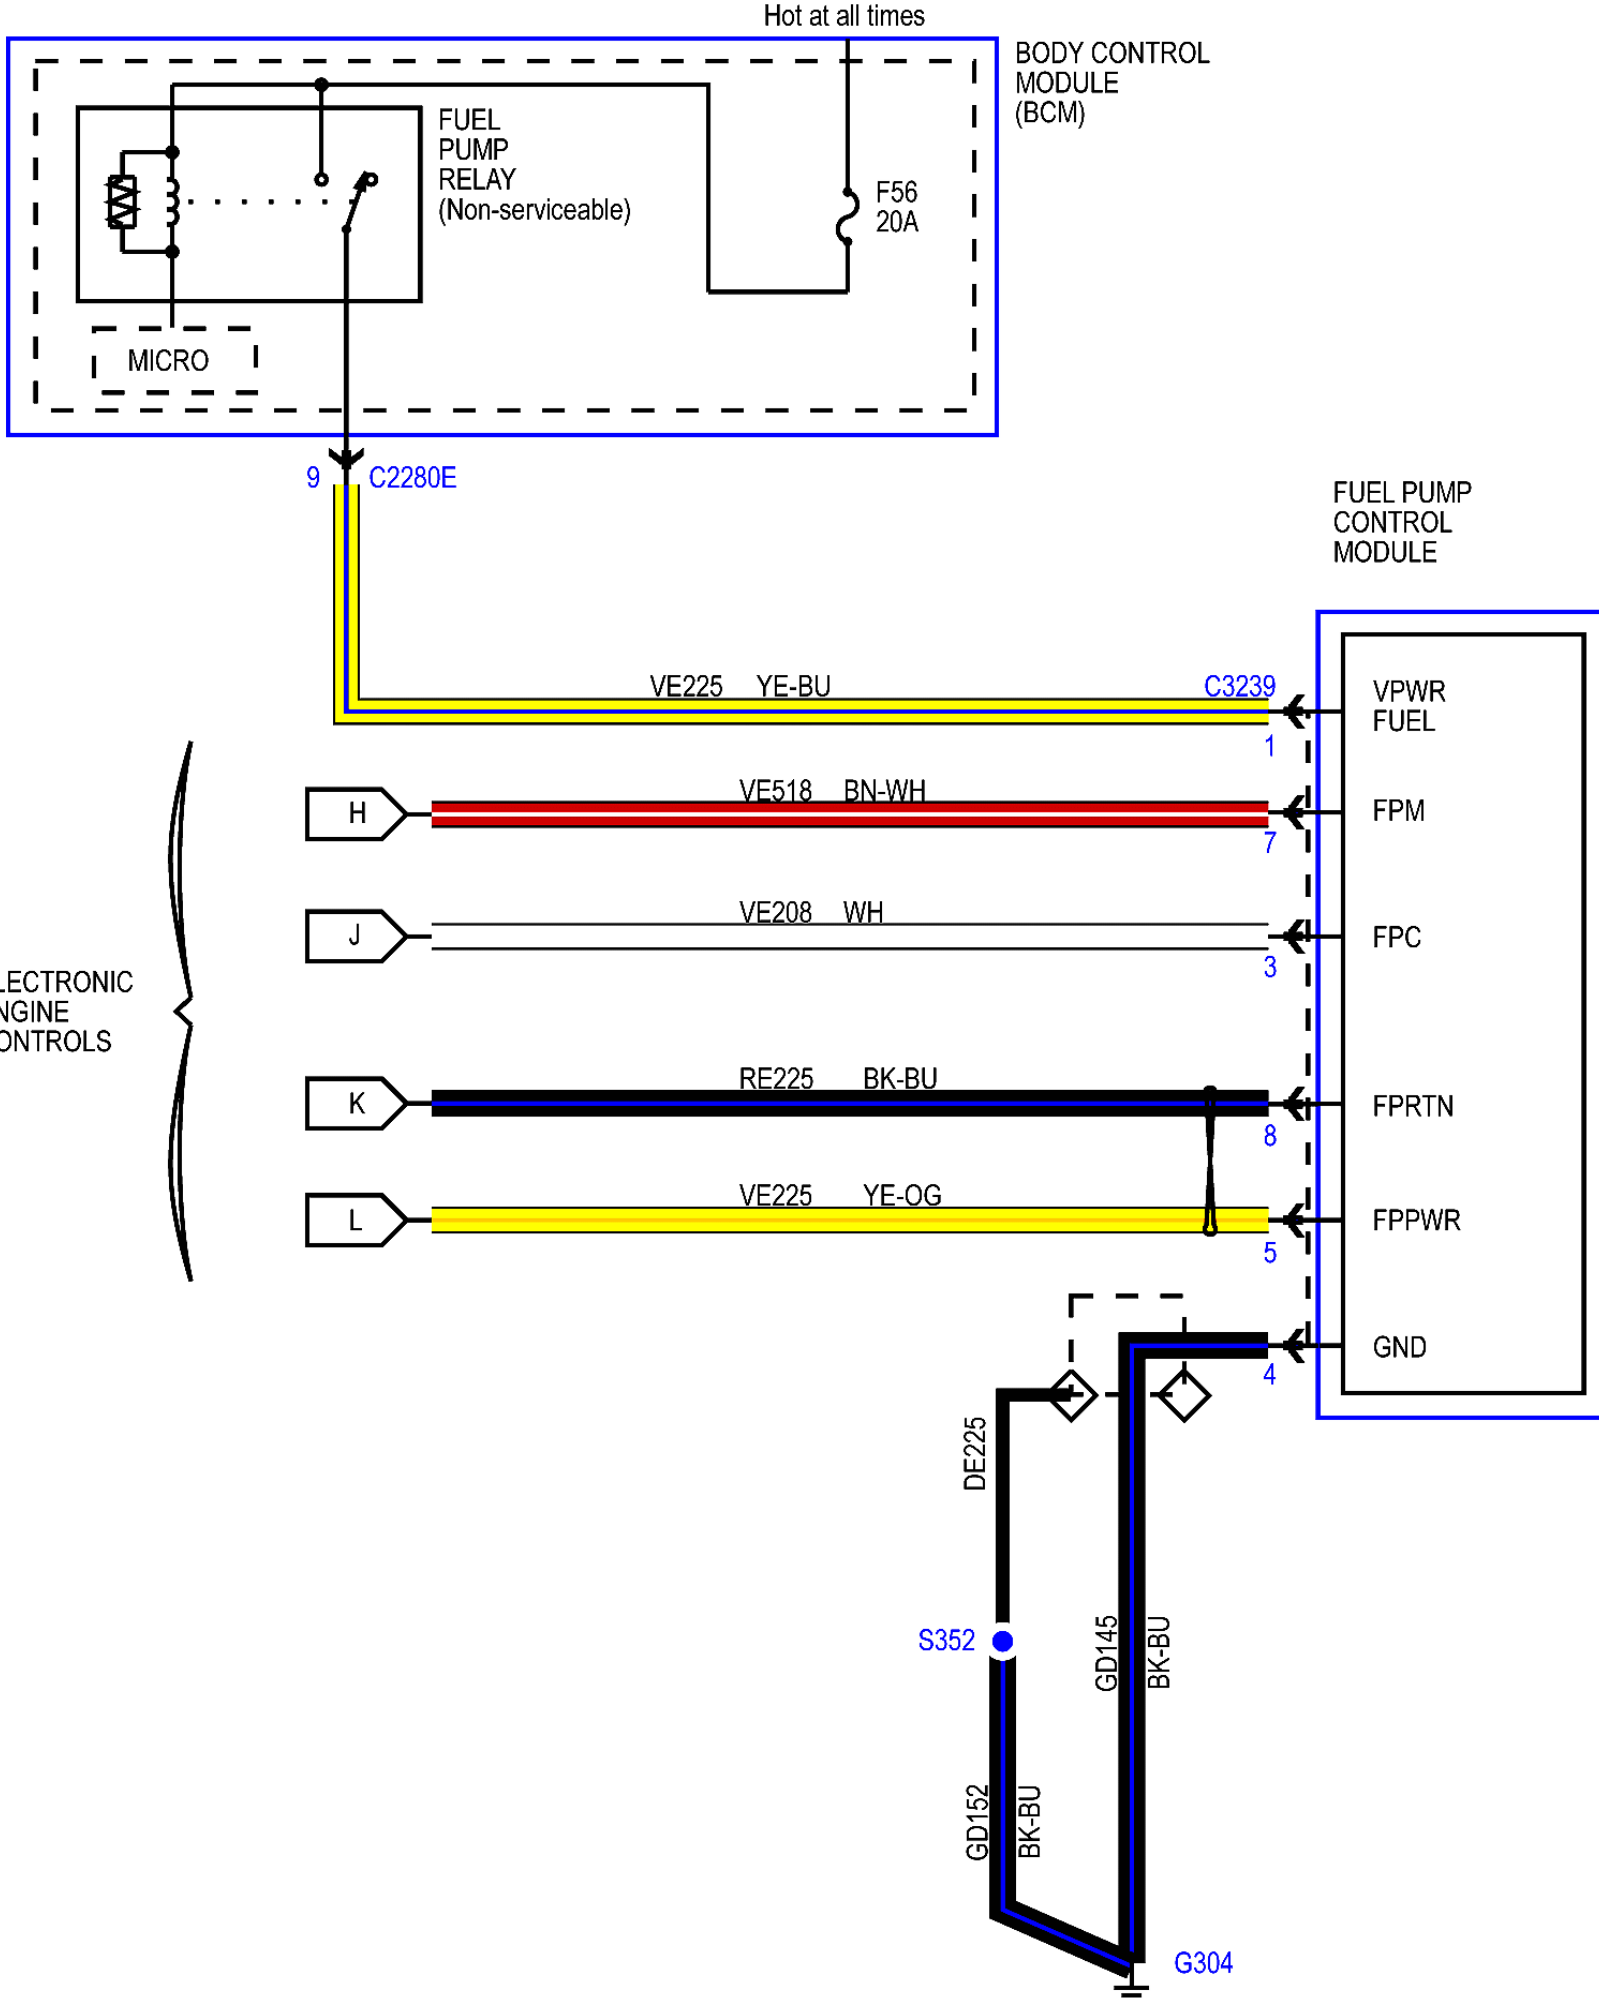 Hot at all times
BODY CONTROL
MODULE
(BCM)
FUEL
PUMP
RELAY
(Non-serviceable)
F56
20A
MICRO
9 C2280E
FUEL PUMP
CONTROL
MODULE
VE225 YE-BU C3239
1
VPWR
FUEL
VE518 BN-WH
H
7
FPM
VE208 WH
J
3
FPC
LECTRONIC
NGINE
ONTROLS
RE225 BK-BU
K
8
FPRTN
VE225 YE-OG
L
5
FPPWR
GND
4
DE225
S352
GD145
BK-BU
GD152
BK-BU
G304